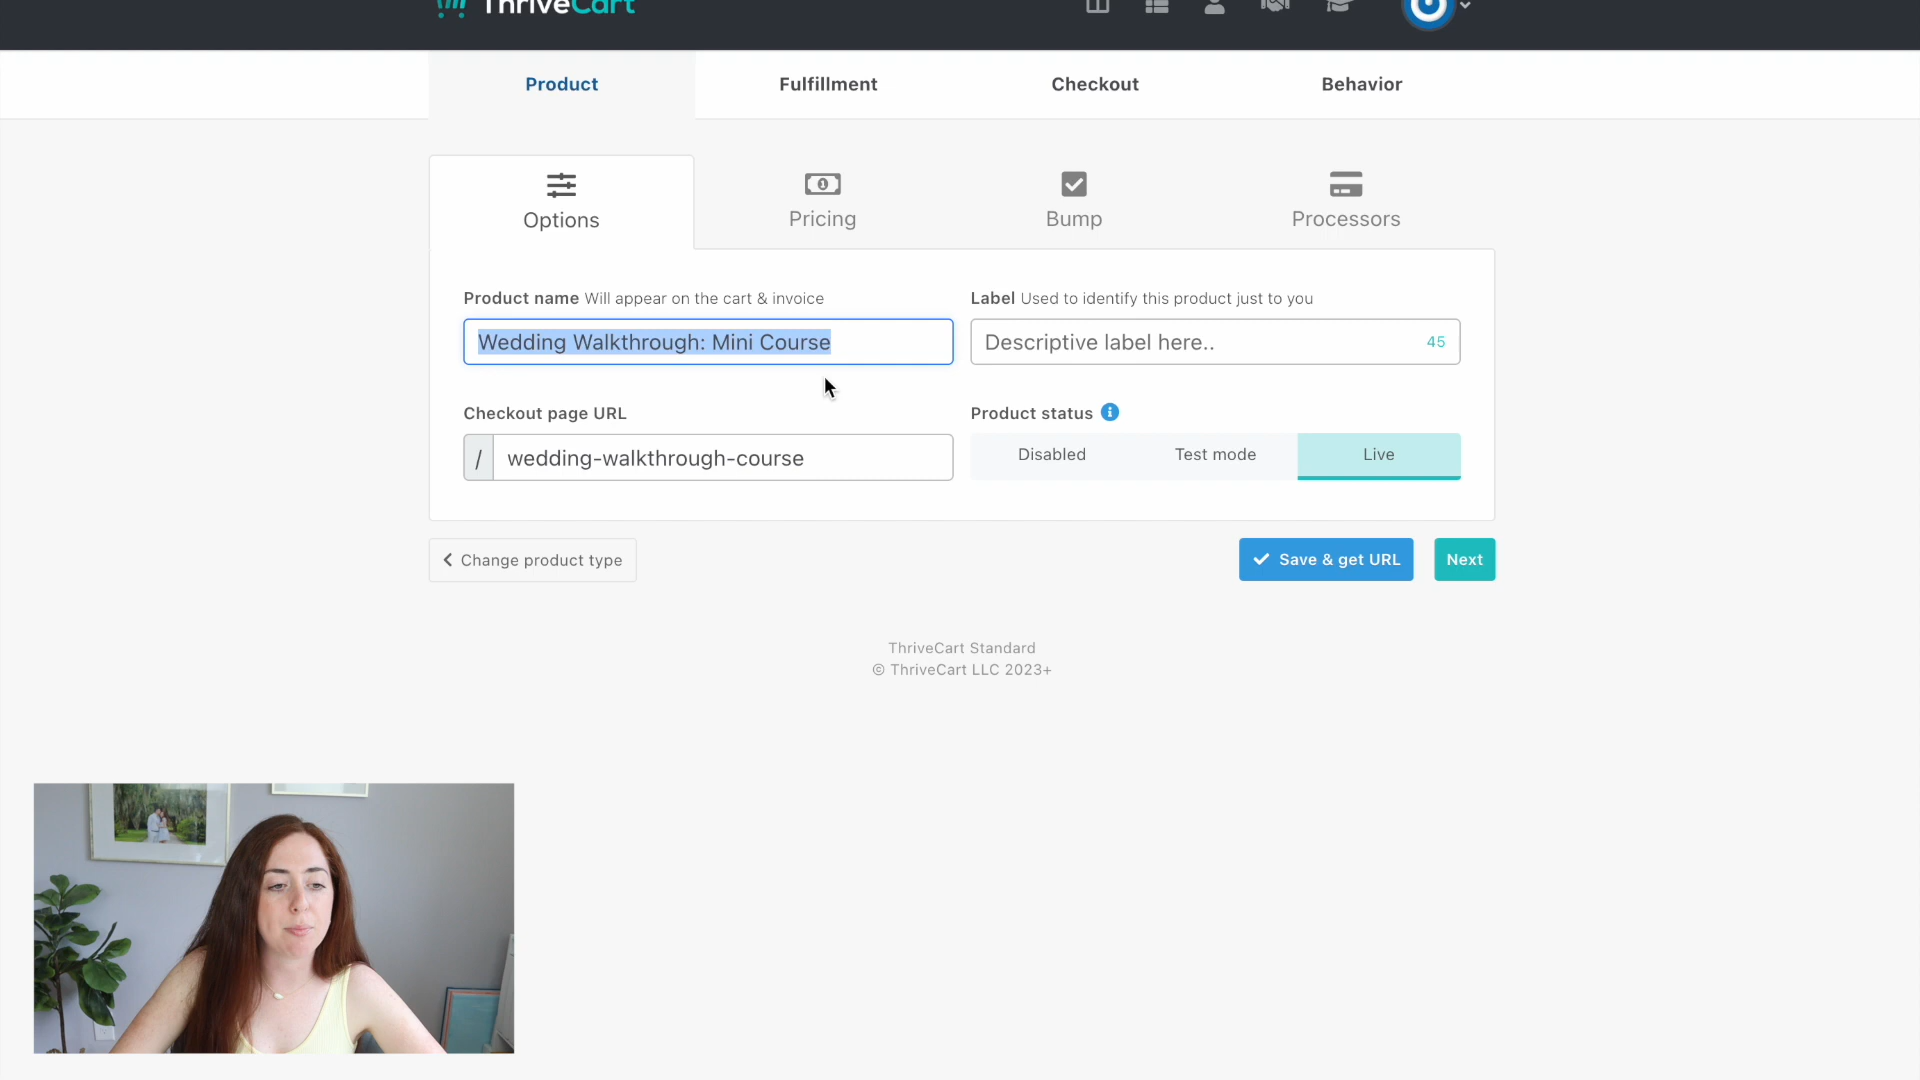 ThriveCart
Product
Fulfillment
Checkout
Behavior
Options
Pricing
Bump
Processors
Product name Will appear on the cart & invoice
Label Used to identify this product just to you
Wedding Walkthrough: Mini Course
Descriptive label here..
45
Checkout page URL
Product status
/ wedding-walkthrough-course
Disabled
Test mode
Live
Change product type
Save & get URL
Next
ThriveCart Standard
© ThriveCart LLC 2023+